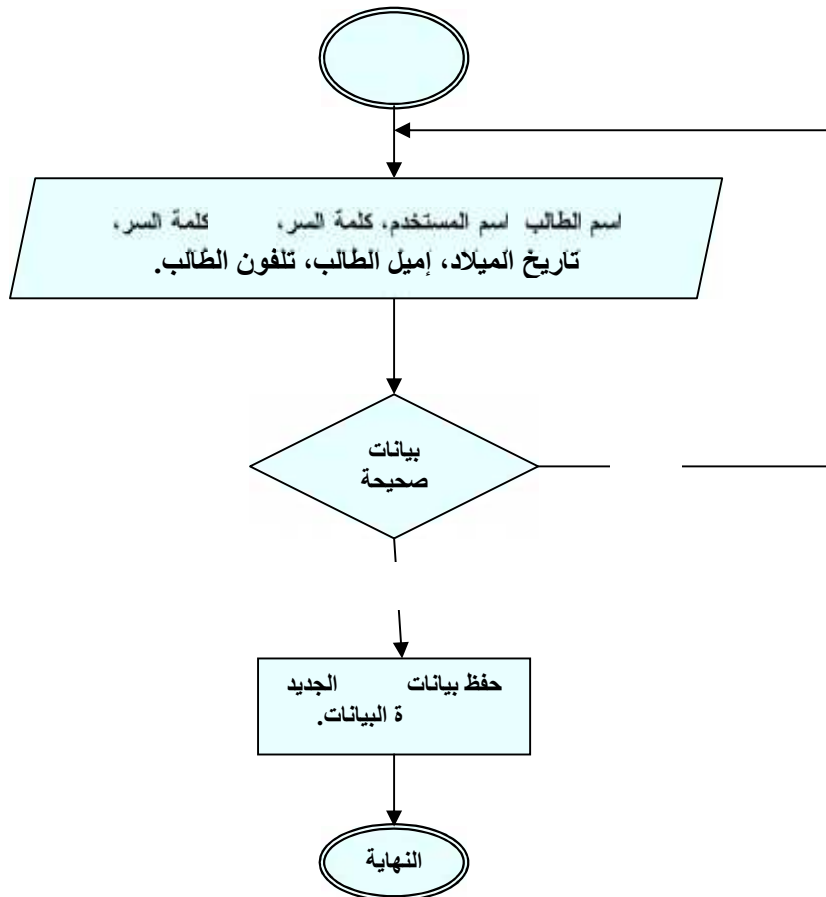 اسم الطالب اسم المستخدم، كلمة السر، كلمة السر،
تاريخ الميلاد، إميل الطالب، تلفون الطالب.
بيانات
صحيحة
حفظ بيانات الجديد
ة البيانات.
النهاية